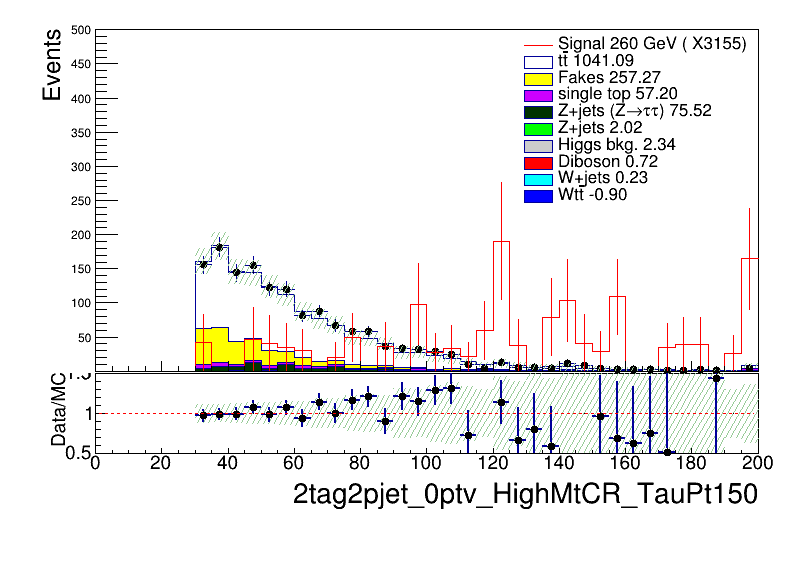 Events
500
450
400
350
300
250
200
150
100
50
Signal 260 GeV ( X3155)
tt̄ 1041.09
Fakes 257.27
single top 57.20
Z+jets (Z→ττ) 75.52
Z+jets 2.02
Higgs bkg. 2.34
Diboson 0.72
W+jets 0.23
Wtt̄ -0.90
Data/MC
1.5
1
0.5
0 20 40 60 80 100 120 140 160 180 200
2tag2pjet_0ptv_HighMtCR_TauPt150